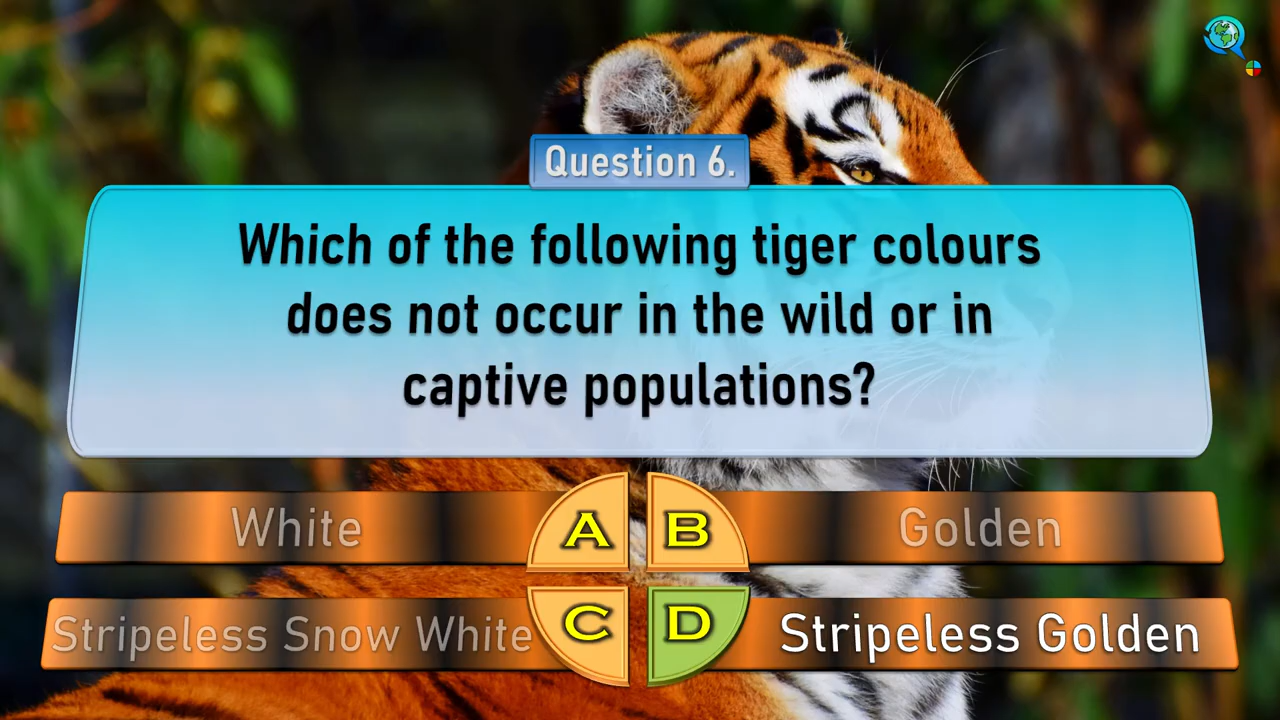 Question 6.
Which of the following tiger colours
does not occur in the wild or in
captive populations?
White
A
B
Golden
Stripeless Snow White
C
D
Stripeless Golden